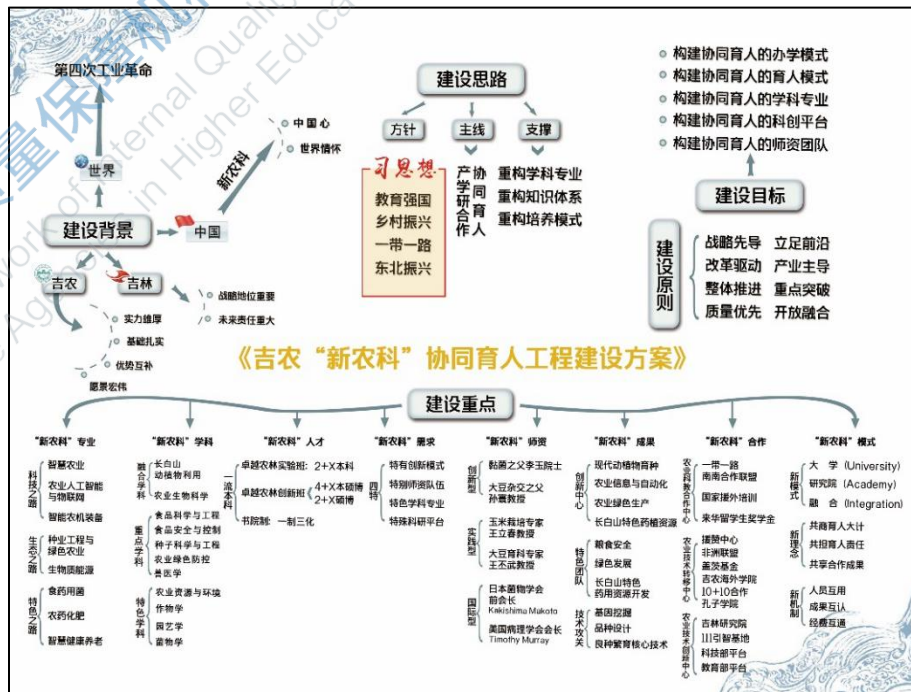 第四次工业革命
世界
建设背景
中国
新农科
中国心
世界情怀
吉农
吉林
战略地位重要
未来责任重大
实力雄厚
基础扎实
优势互补
愿景宏伟
建设思路
方针
主线
支撑
习思想
教育强国
乡村振兴
一带一路
东北振兴
协同育人
产学研合作
重构学科专业
重构知识体系
重构培养模式
构建协同育人的办学模式
构建协同育人的育人模式
构建协同育人的学科专业
构建协同育人的科创平台
构建协同育人的师资团队
建设目标
建设原则
战略先导 立足前沿
改革驱动 产业主导
整体推进 重点突破
质量优先 开放融合
《吉农“新农科”协同育人工程建设方案》
建设重点
“新农科”专业
科技之路
智慧农业
农业人工智能
与物联网
智能农机装备
生态之路
种业工程与
绿色农业
生物质能源
特色之路
食药用菌
农药化肥
智慧健康养老
“新农科”学科
融合学科
长白山
动植物利用
农业生物科学
重点学科
食品科学与工程
食品安全与控制
种子科学与工程
农业绿色防控
兽医学
特色学科
农业资源与环境
作物学
园艺学
菌物学
“新农科”人才
一流本科
卓越农林实验班: 2+X本科
卓越农林创新班:
4+X本硕博
2+X硕博
书院制: 一制三化
“新农科”需求
四特
特有创新模式
特别师资队伍
特色学科专业
特殊科研平台
“新农科”师资
创新型
黏菌之父李玉院士
大豆杂交之父
孙寰教授
实践型
玉米栽培专家
王立春教授
大豆育科专家
王丕武教授
国际型
日本菌物学会
前会长
Kakishima Makoto
美国病理学会会长
Timothy Murray
“新农科”成果
创新中心
现代动植物育种
农业信息与自动化
农业绿色生产
长白山特色药植资源
特色团队
粮食安全
绿色发展
长白山特色
药用资源开发
技术攻关
基因挖掘
品种设计
良种繁育核心技术
“新农科”合作
农业科教合作中心
一带一路
南南合作联盟
国家援外培训
来华留学生奖学金
农业技术转移中心
援赞中心
非洲联盟
盖茨基金
吉农海外学院
10+10合作
孔子学院
农业技术创新中心
吉林研究院
111引智基地
科技部平台
教育部平台
“新农科”模式
新模式
大 学 (University)
研究院 (Academy)
融 合 (Integration)
新理念
共商育人大计
共担育人责任
共享合作成果
新机制
人员互用
成果互认
经费互通